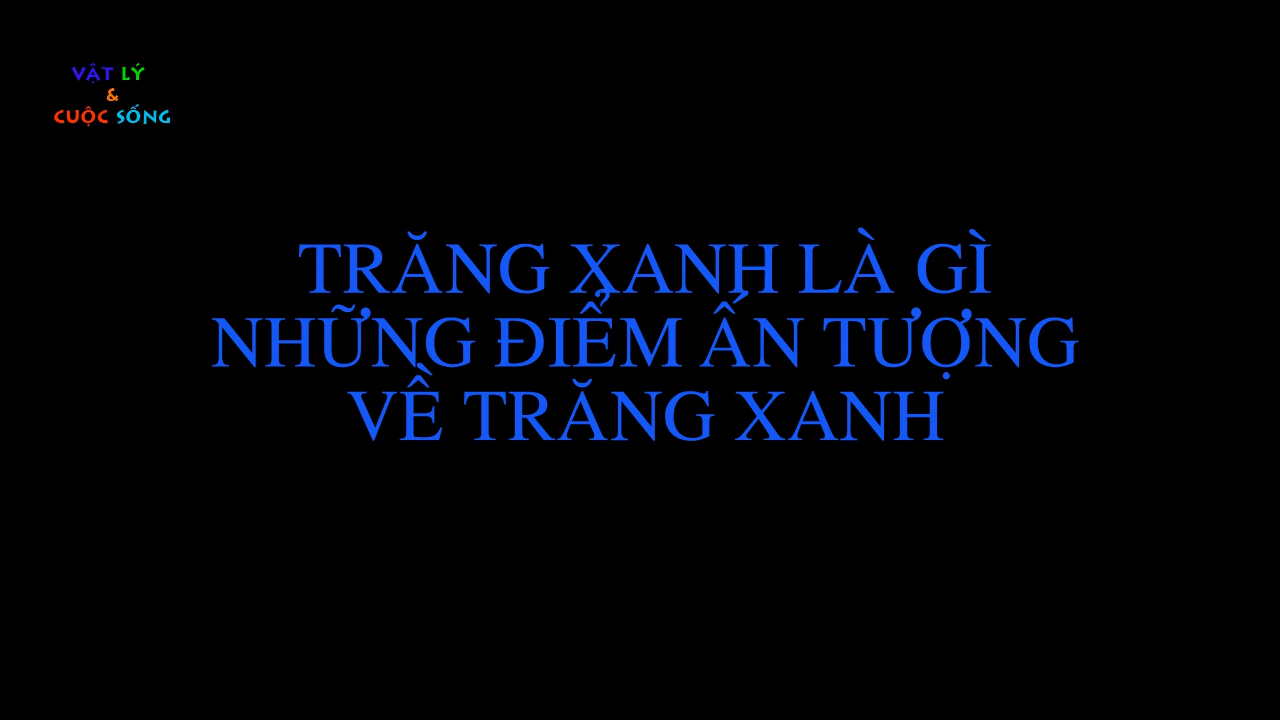 VẬT LÝ
&
CUỘC SỐNG
TRĂNG XANH LÀ GÌ
NHỮNG ĐIỂM ẤN TƯỢNG
VỀ TRĂNG XANH